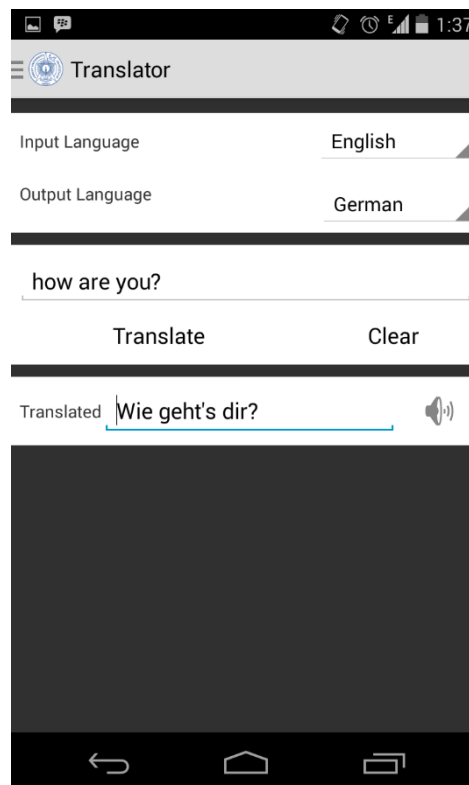 E 1:37
Translator
Input Language English
Output Language German
how are you?
Translate Clear
Translated Wie geht's dir?